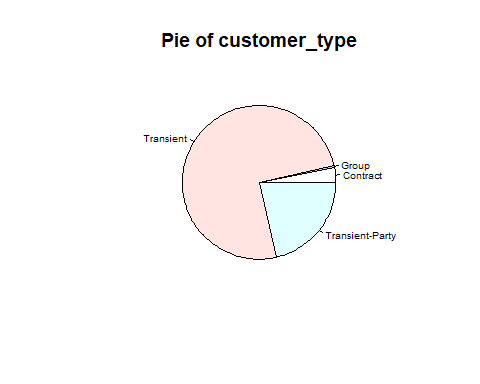 Pie of customer_type
Transient
Group
Contract
Transient-Party